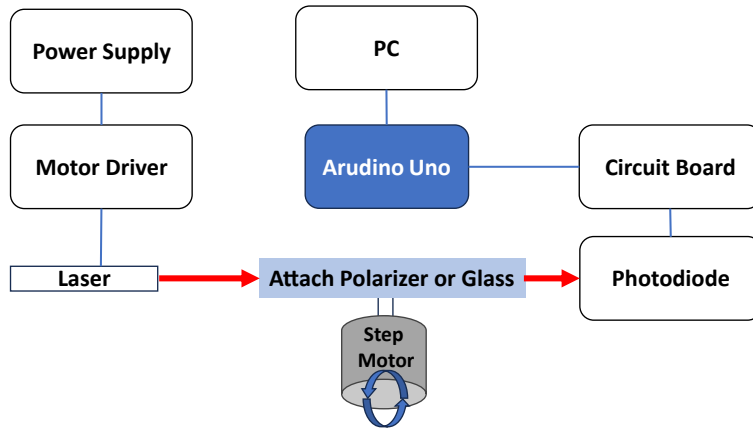 Power Supply
PC
Motor Driver
Arudino Uno
Circuit Board
Laser
Attach Polarizer or Glass
Photodiode
Step
Motor